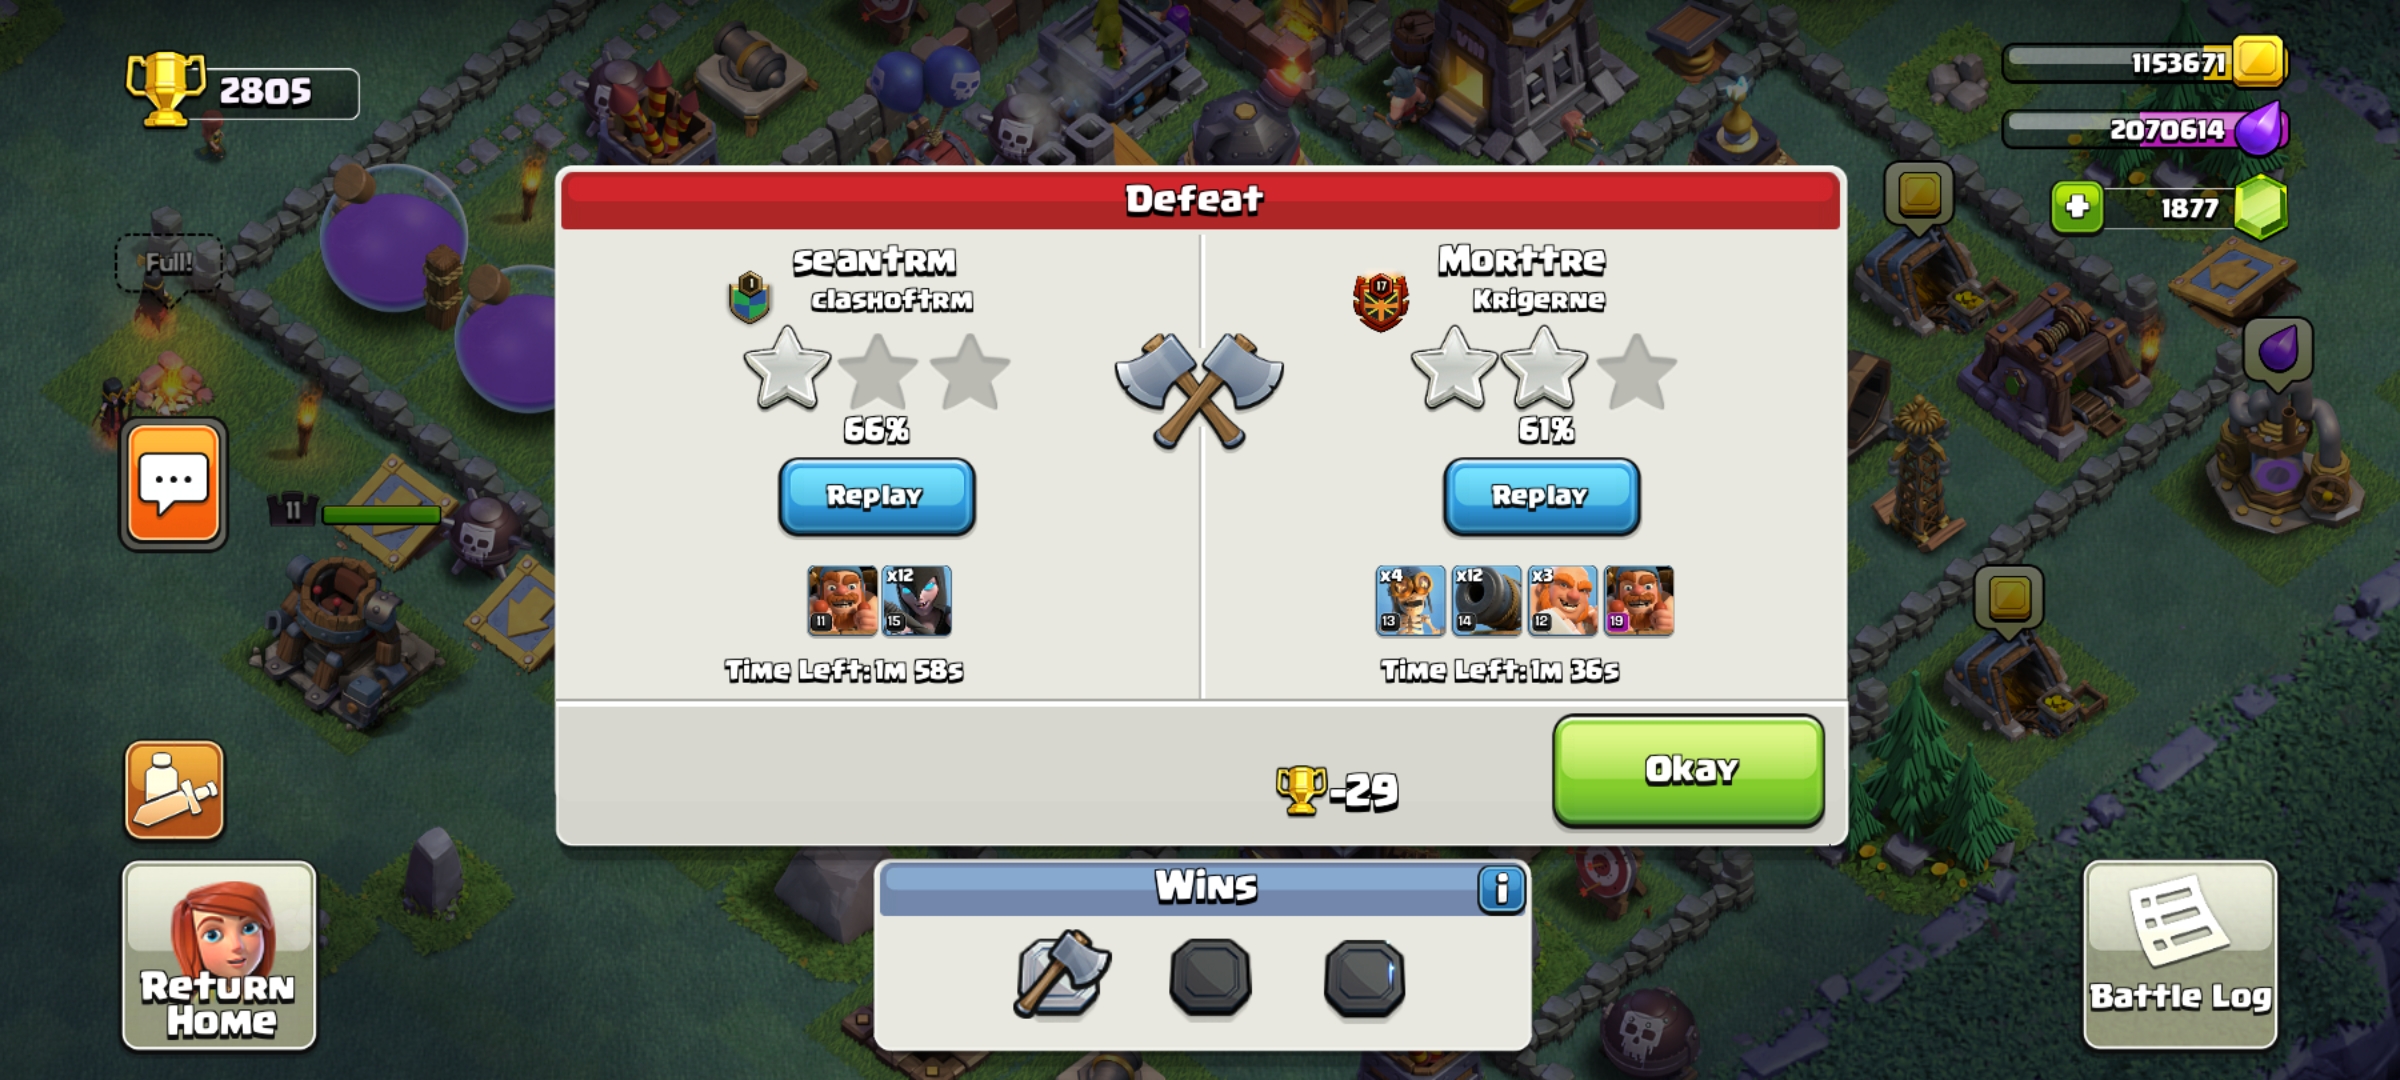 2805
1153671
2070614
1877
Full!
11
Defeat
seantRM
clashoftRM
1
66%
Replay
11
x12
15
Time Left: 1m 58s
Morttre
Krigerne
17
61%
Replay
x4
13
x12
14
x3
12
19
Time Left: 1m 36s
-29
Okay
Wins
i
Return
Home
Battle Log